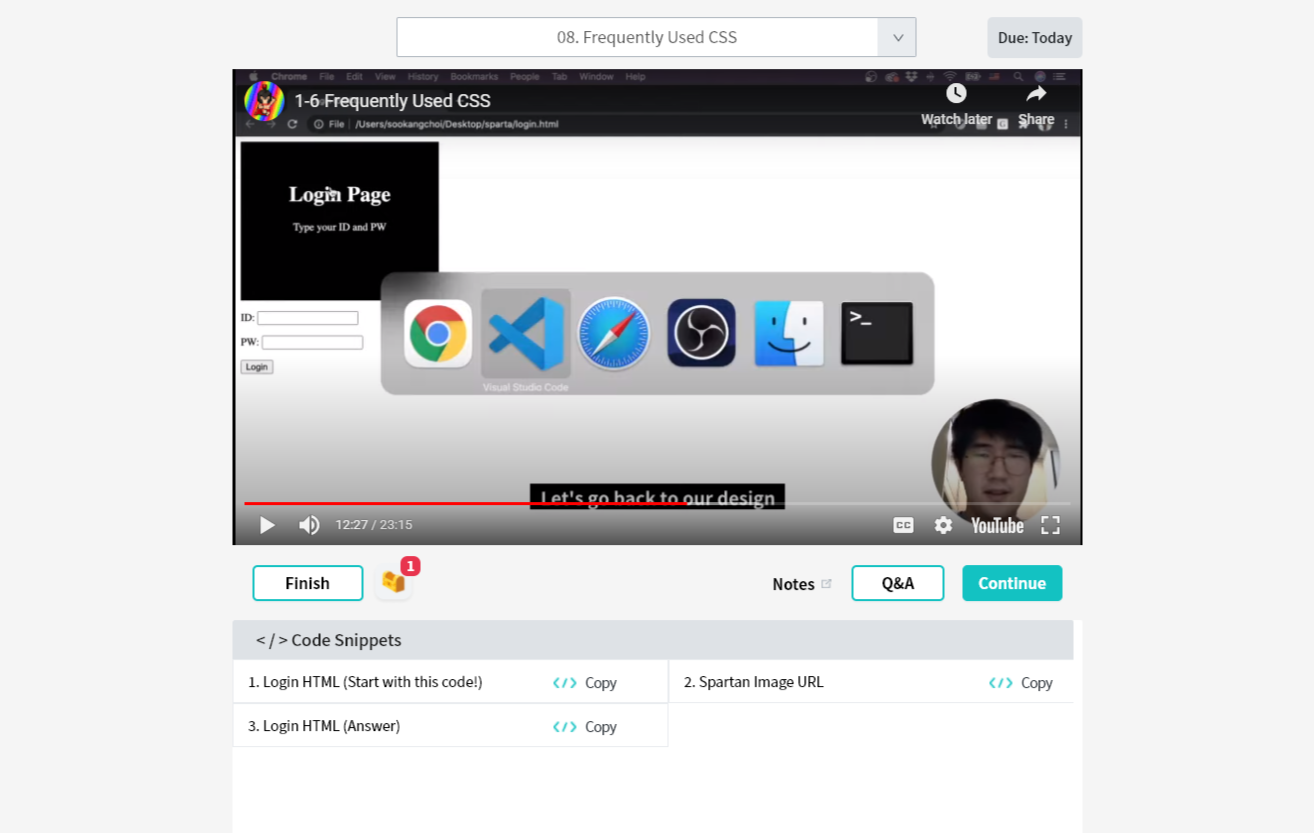 08. Frequently Used CSS
Due: Today
Chrome File Edit View History Bookmarks People Tab Window Help
1-6 Frequently Used CSS
Watch later
Share
File /Users/sookangchoi/Desktop/sparta/login.html
Login Page
Type your ID and PW
ID:
PW:
Login
>_
Visual Studio Code
Let's go back to our design
12:27 / 23:15
CC
YouTube
Finish
1
Notes
Q&A
Continue
</> Code Snippets
1. Login HTML (Start with this code!)
</> Copy
2. Spartan Image URL
</> Copy
3. Login HTML (Answer)
</> Copy